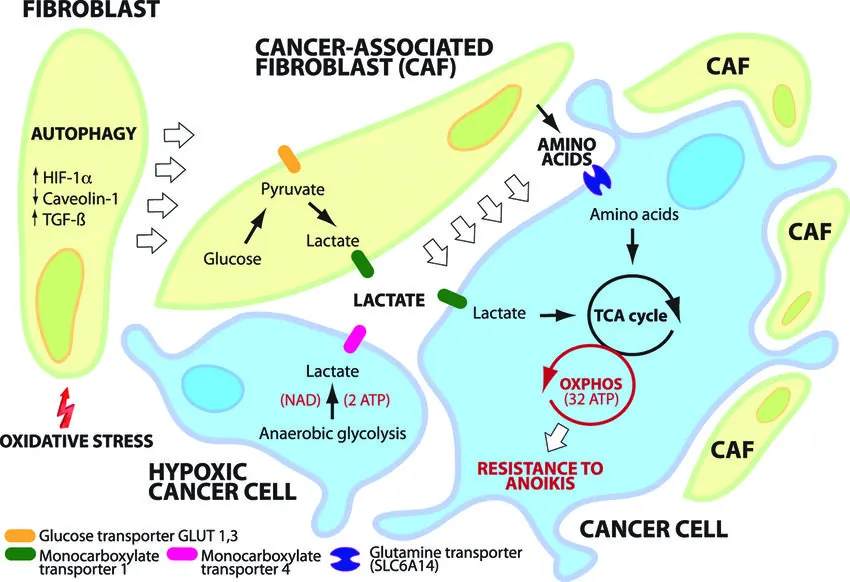 FIBROBLAST
CANCER-ASSOCIATED
FIBROBLAST (CAF)
CAF
AUTOPHAGY
HIF-1α
Caveolin-1
TGF-ß
AMINO
ACIDS
Pyruvate
Amino acids
Glucose
Lactate
CAF
LACTATE
Lactate
TCA cycle
Lactate
(NAD) (2 ATP)
Anaerobic glycolysis
OXPHOS
(32 ATP)
OXIDATIVE STRESS
HYPOXIC
CANCER CELL
RESISTANCE TO
ANOIKIS
CAF
CANCER CELL
Glucose transporter GLUT 1,3
Monocarboxylate
transporter 1
Monocarboxylate
transporter 4
Glutamine transporter
(SLC6A14)